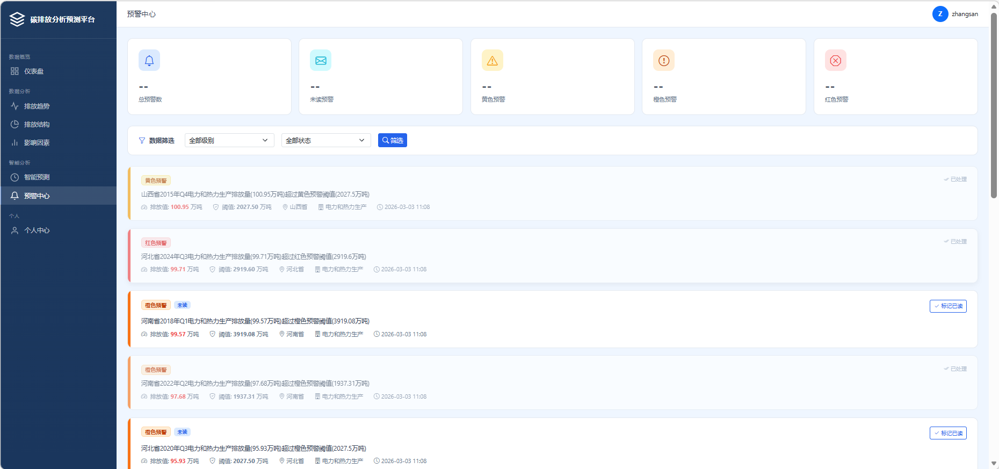 碳排放分析预测平台
数据概览
仪表盘
数据分析
排放趋势
排放结构
影响因素
智能分析
智能预测
预警中心
个人
个人中心
预警中心
Z zhangsan
--
总预警数
--
未读预警
--
黄色预警
--
橙色预警
--
红色预警
数据筛选 全部级别 全部状态 筛选
黄色预警 已处理
山西省2015年Q4电力和热力生产排放量(100.95万吨)超过黄色预警阈值(2027.5万吨)
排放值: 100.95 万吨 阈值: 2027.50 万吨 山西省 电力和热力生产 2026-03-03 11:08
红色预警 已处理
河北省2024年Q3电力和热力生产排放量(99.71万吨)超过红色预警阈值(2919.6万吨)
排放值: 99.71 万吨 阈值: 2919.60 万吨 河北省 电力和热力生产 2026-03-03 11:08
橙色预警 未读 标记已读
河南省2018年Q1电力和热力生产排放量(99.57万吨)超过橙色预警阈值(3919.08万吨)
排放值: 99.57 万吨 阈值: 3919.08 万吨 河南省 电力和热力生产 2026-03-03 11:08
橙色预警 已处理
河南省2022年Q2电力和热力生产排放量(97.68万吨)超过橙色预警阈值(1937.31万吨)
排放值: 97.68 万吨 阈值: 1937.31 万吨 河南省 电力和热力生产 2026-03-03 11:08
橙色预警 未读 标记已读
河北省2020年Q3电力和热力生产排放量(95.93万吨)超过橙色预警阈值(2027.5万吨)
排放值: 95.93 万吨 阈值: 2027.50 万吨 河北省 电力和热力生产 2026-03-03 11:08